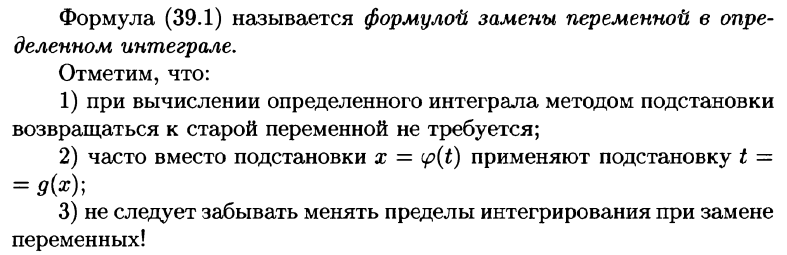 Формула (39.1) называется формулой замены переменной в опре-
деленном интеграле.
Отметим, что:
1) при вычислении определенного интеграла методом подстановки
возвращаться к старой переменной не требуется;
2) часто вместо подстановки x = φ(t) применяют подстановку t =
= g(x);
3) не следует забывать менять пределы интегрирования при замене
переменных!